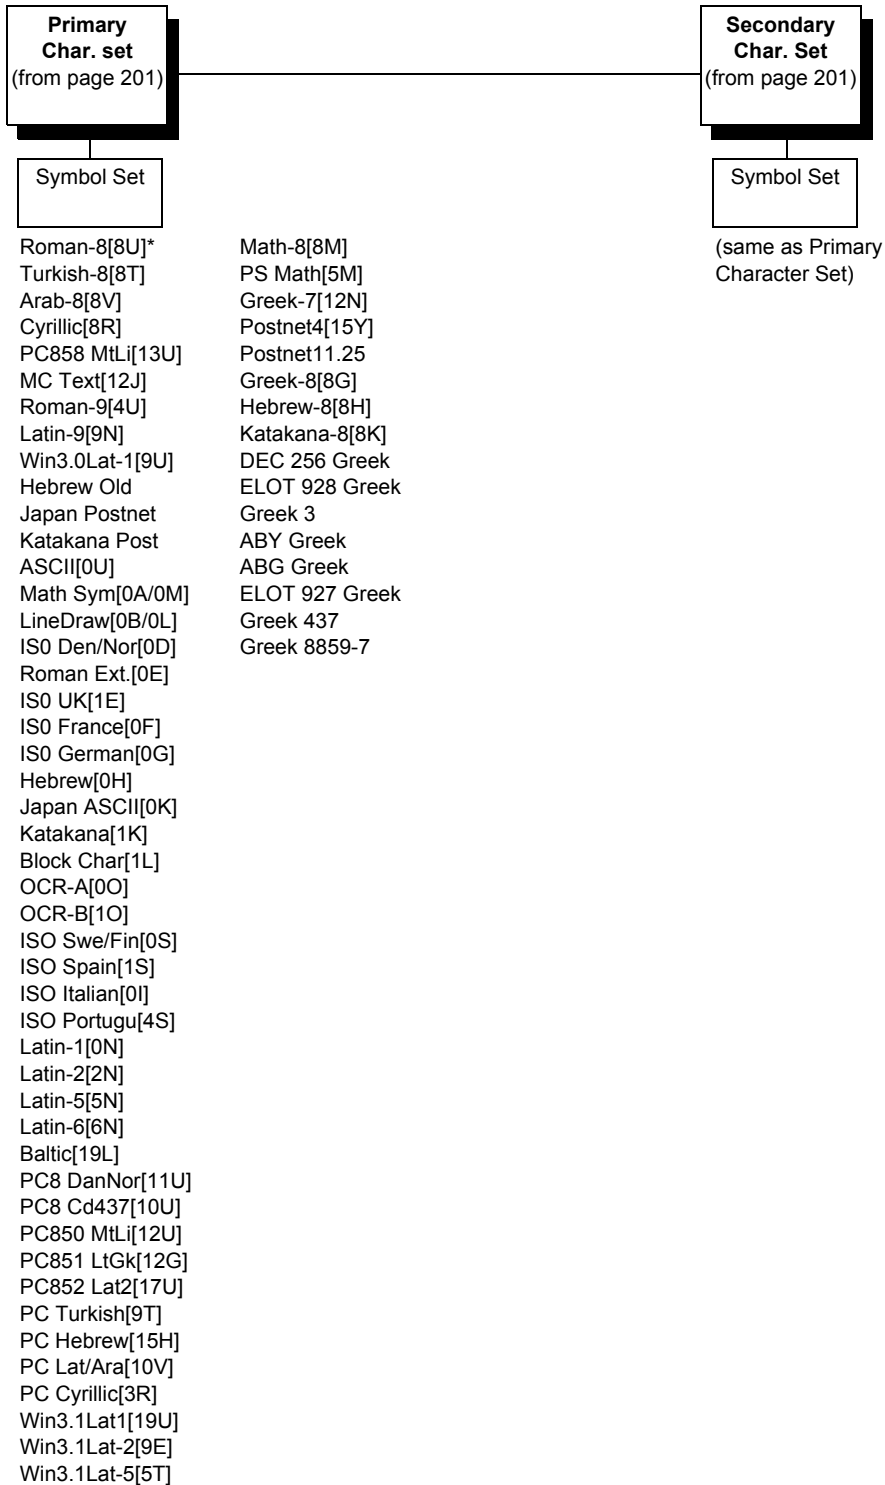 Primary
Char. set
(from page 201)
Secondary
Char. Set
(from page 201)
Symbol Set
Symbol Set
Roman-8[8U]*
Turkish-8[8T]
Arab-8[8V]
Cyrillic[8R]
PC858 MtLi[13U]
MC Text[12J]
Roman-9[4U]
Latin-9[9N]
Win3.0Lat-1[9U]
Hebrew Old
Japan Postnet
Katakana Post
ASCII[0U]
Math Sym[0A/0M]
LineDraw[0B/0L]
IS0 Den/Nor[0D]
Roman Ext.[0E]
IS0 UK[1E]
IS0 France[0F]
IS0 German[0G]
Hebrew[0H]
Japan ASCII[0K]
Katakana[1K]
Block Char[1L]
OCR-A[0O]
OCR-B[1O]
ISO Swe/Fin[0S]
ISO Spain[1S]
ISO Italian[0I]
ISO Portugu[4S]
Latin-1[0N]
Latin-2[2N]
Latin-5[5N]
Latin-6[6N]
Baltic[19L]
PC8 DanNor[11U]
PC8 Cd437[10U]
PC850 MtLi[12U]
PC851 LtGk[12G]
PC852 Lat2[17U]
PC Turkish[9T]
PC Hebrew[15H]
PC Lat/Ara[10V]
PC Cyrillic[3R]
Win3.1Lat1[19U]
Win3.1Lat-2[9E]
Win3.1Lat-5[5T]
Math-8[8M]
PS Math[5M]
Greek-7[12N]
Postnet4[15Y]
Postnet11.25
Greek-8[8G]
Hebrew-8[8H]
Katakana-8[8K]
DEC 256 Greek
ELOT 928 Greek
Greek 3
ABY Greek
ABG Greek
ELOT 927 Greek
Greek 437
Greek 8859-7
(same as Primary
Character Set)